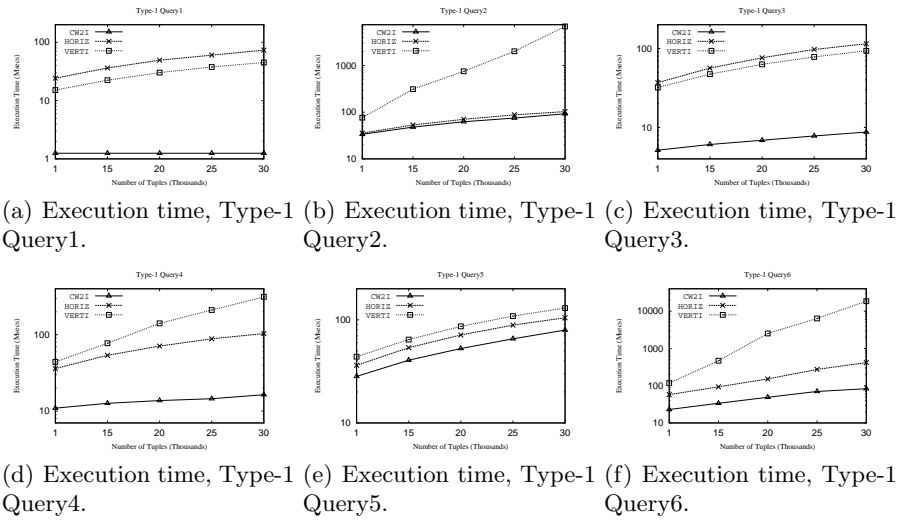 Type-1 Query1
Execution Time (Msecs)
100
10
1
CW2I
HORIZ
VERTI
1 15 20 25 30
Number of Tuples (Thousands)
Type-1 Query2
Execution Time (Msecs)
1000
100
10
CW2I
HORIZ
VERTI
1 15 20 25 30
Number of Tuples (Thousands)
Type-1 Query3
Execution Time (Msecs)
100
10
CW2I
HORIZ
VERTI
1 15 20 25 30
Number of Tuples (Thousands)
(a) Execution time, Type-1 Query1.
(b) Execution time, Type-1 Query2.
(c) Execution time, Type-1 Query3.
Type-1 Query4
Execution Time (Msecs)
100
10
CW2I
HORIZ
VERTI
1 15 20 25 30
Number of Tuples (Thousands)
Type-1 Query5
Execution Time (Msecs)
100
10
CW2I
HORIZ
VERTI
1 15 20 25 30
Number of Tuples (Thousands)
Type-1 Query6
Execution Time (Msecs)
10000
1000
100
10
CW2I
HORIZ
VERTI
1 15 20 25 30
Number of Tuples (Thousands)
(d) Execution time, Type-1 Query4.
(e) Execution time, Type-1 Query5.
(f) Execution time, Type-1 Query6.